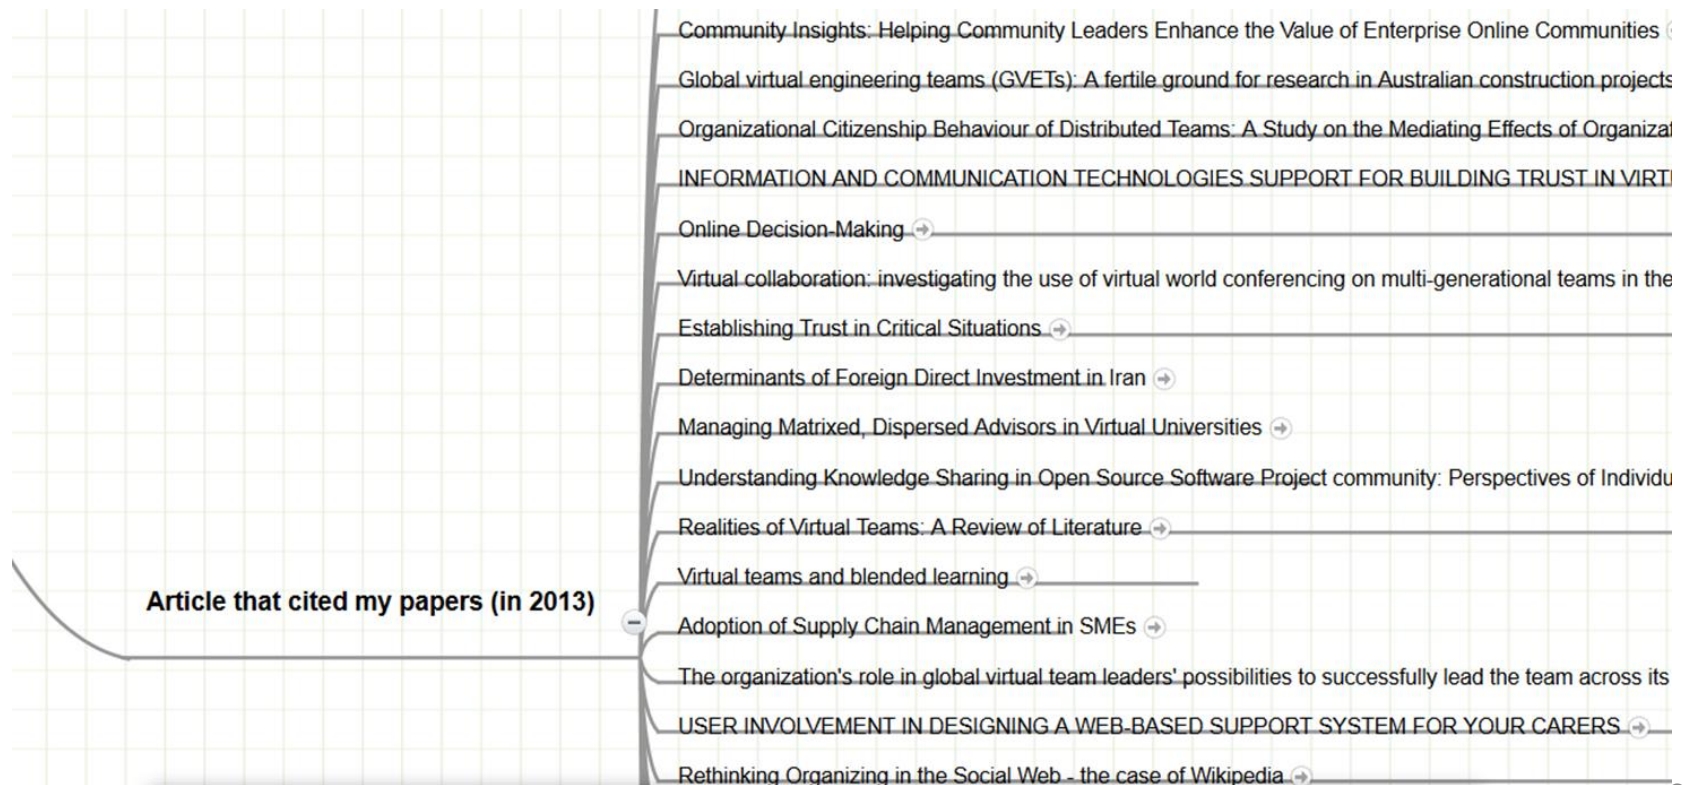 Community Insights: Helping Community Leaders Enhance the Value of Enterprise Online Communities
Global virtual engineering teams (GVETs): A fertile ground for research in Australian construction projects
Organizational Citizenship Behaviour of Distributed Teams: A Study on the Mediating Effects of Organizat
INFORMATION AND COMMUNICATION TECHNOLOGIES SUPPORT FOR BUILDING TRUST IN VIRT
Online Decision-Making
Virtual collaboration: investigating the use of virtual world conferencing on multi-generational teams in the
Establishing Trust in Critical Situations
Determinants of Foreign Direct Investment in Iran
Managing Matrixed, Dispersed Advisors in Virtual Universities
Understanding Knowledge Sharing in Open Source Software Project community: Perspectives of Individu
Realities of Virtual Teams: A Review of Literature
Virtual teams and blended learning
Article that cited my papers (in 2013)
Adoption of Supply Chain Management in SMEs
The organization's role in global virtual team leaders' possibilities to successfully lead the team across its
USER INVOLVEMENT IN DESIGNING A WEB-BASED SUPPORT SYSTEM FOR YOUR CARERS
Rethinking Organizing in the Social Web - the case of Wikipedia